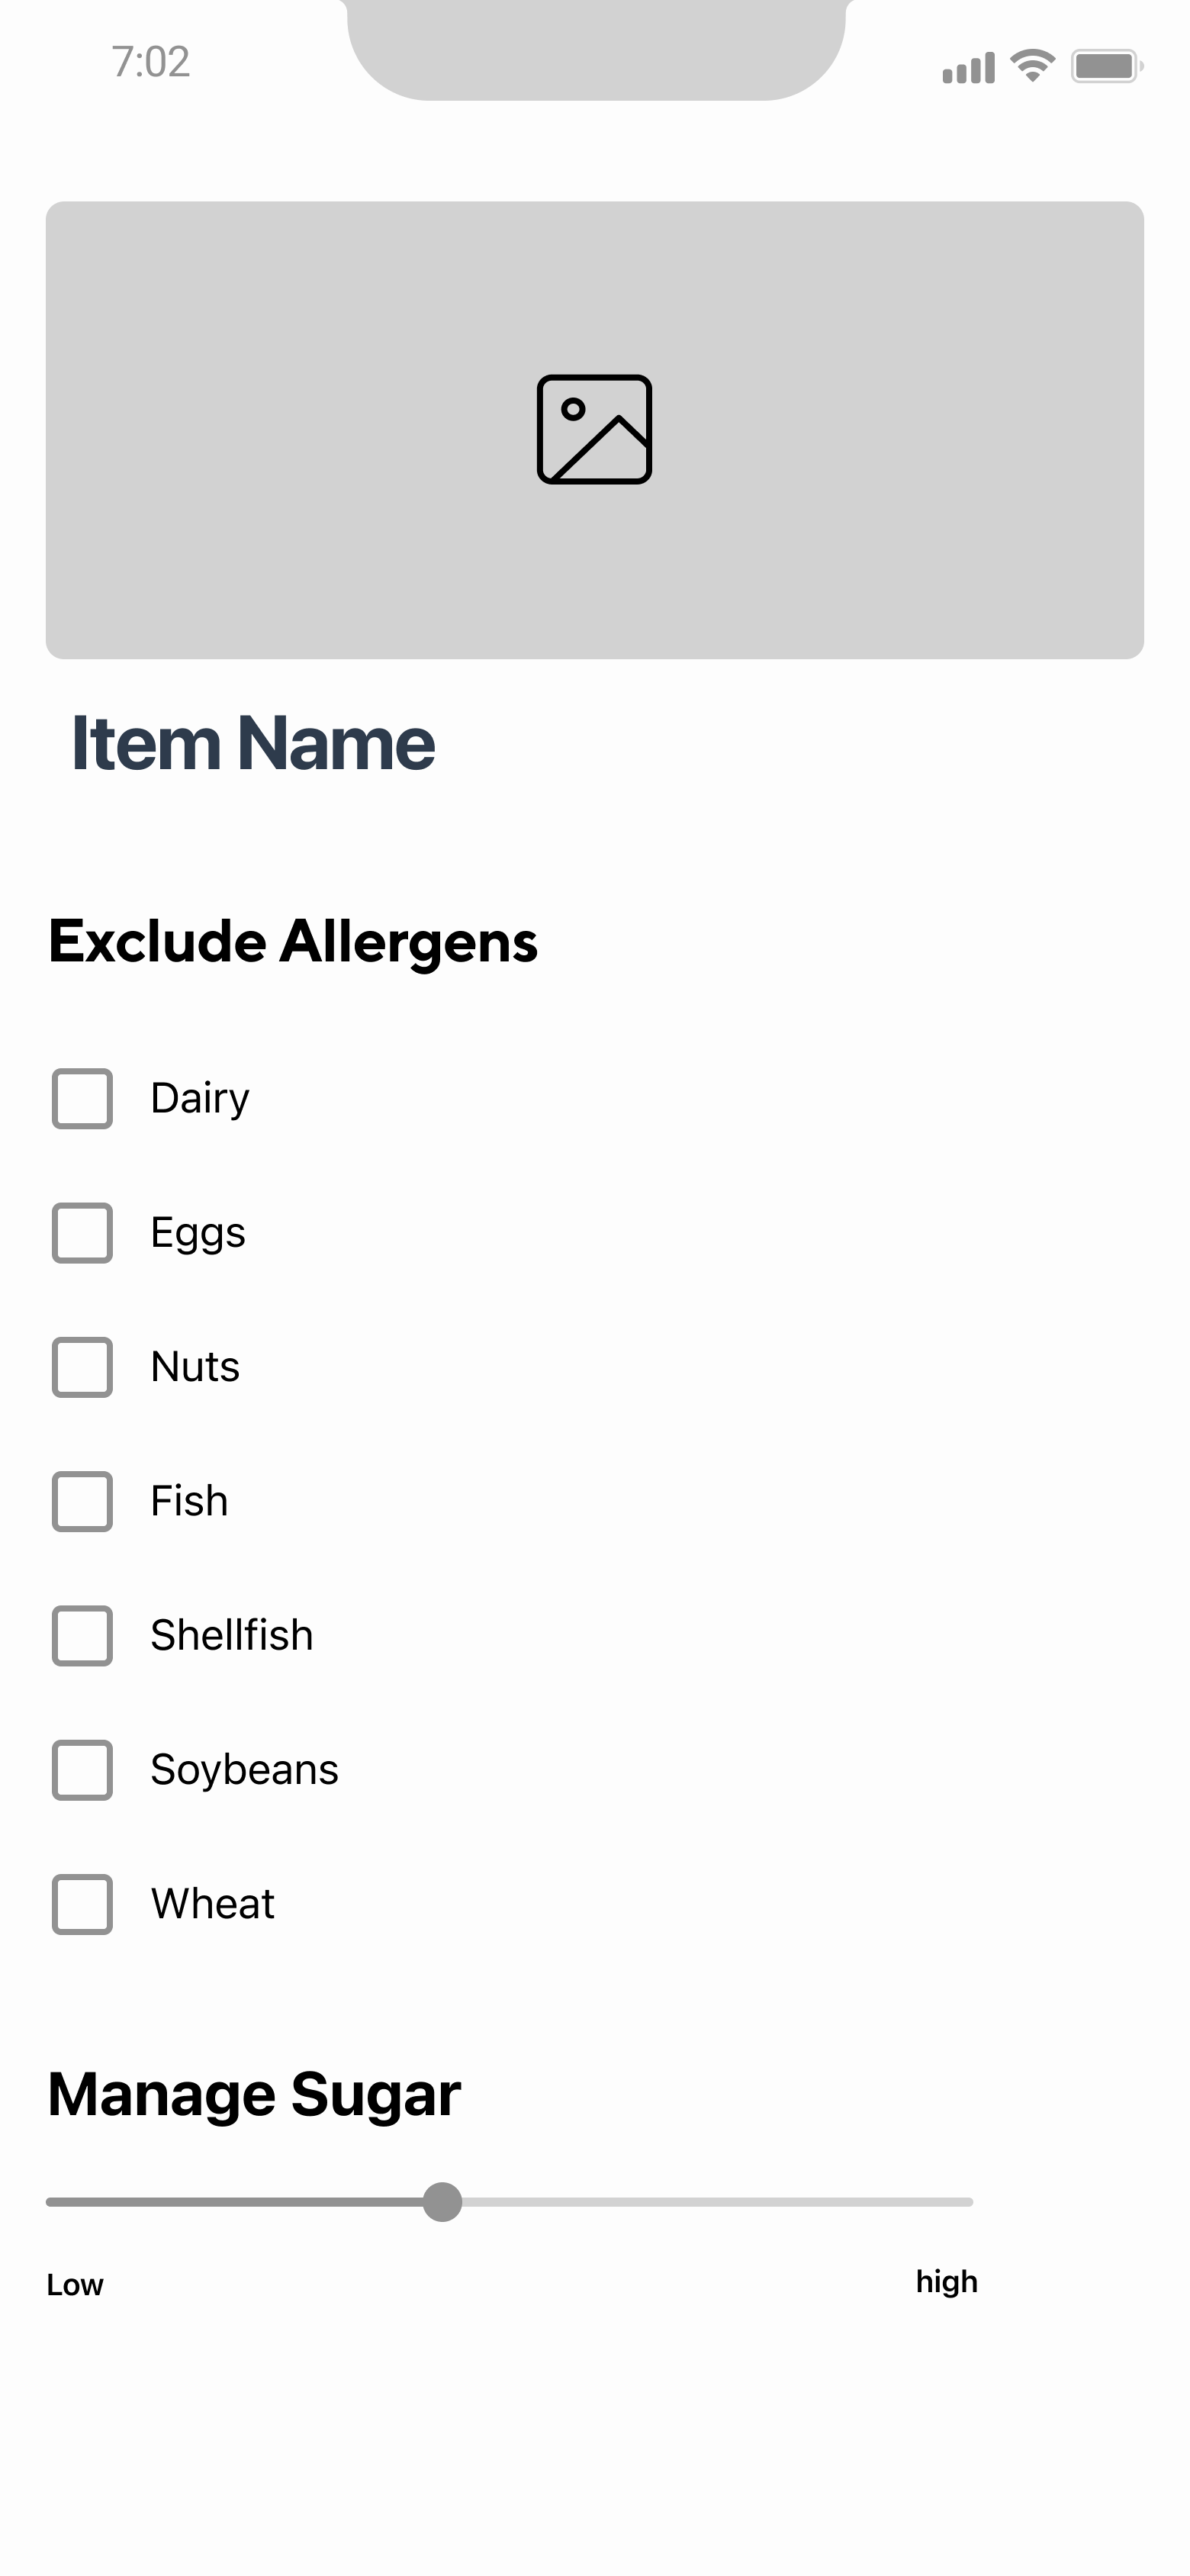 7:02
Item Name
Exclude Allergens
Dairy
Eggs
Nuts
Fish
Shellfish
Soybeans
Wheat
Manage Sugar
Low high